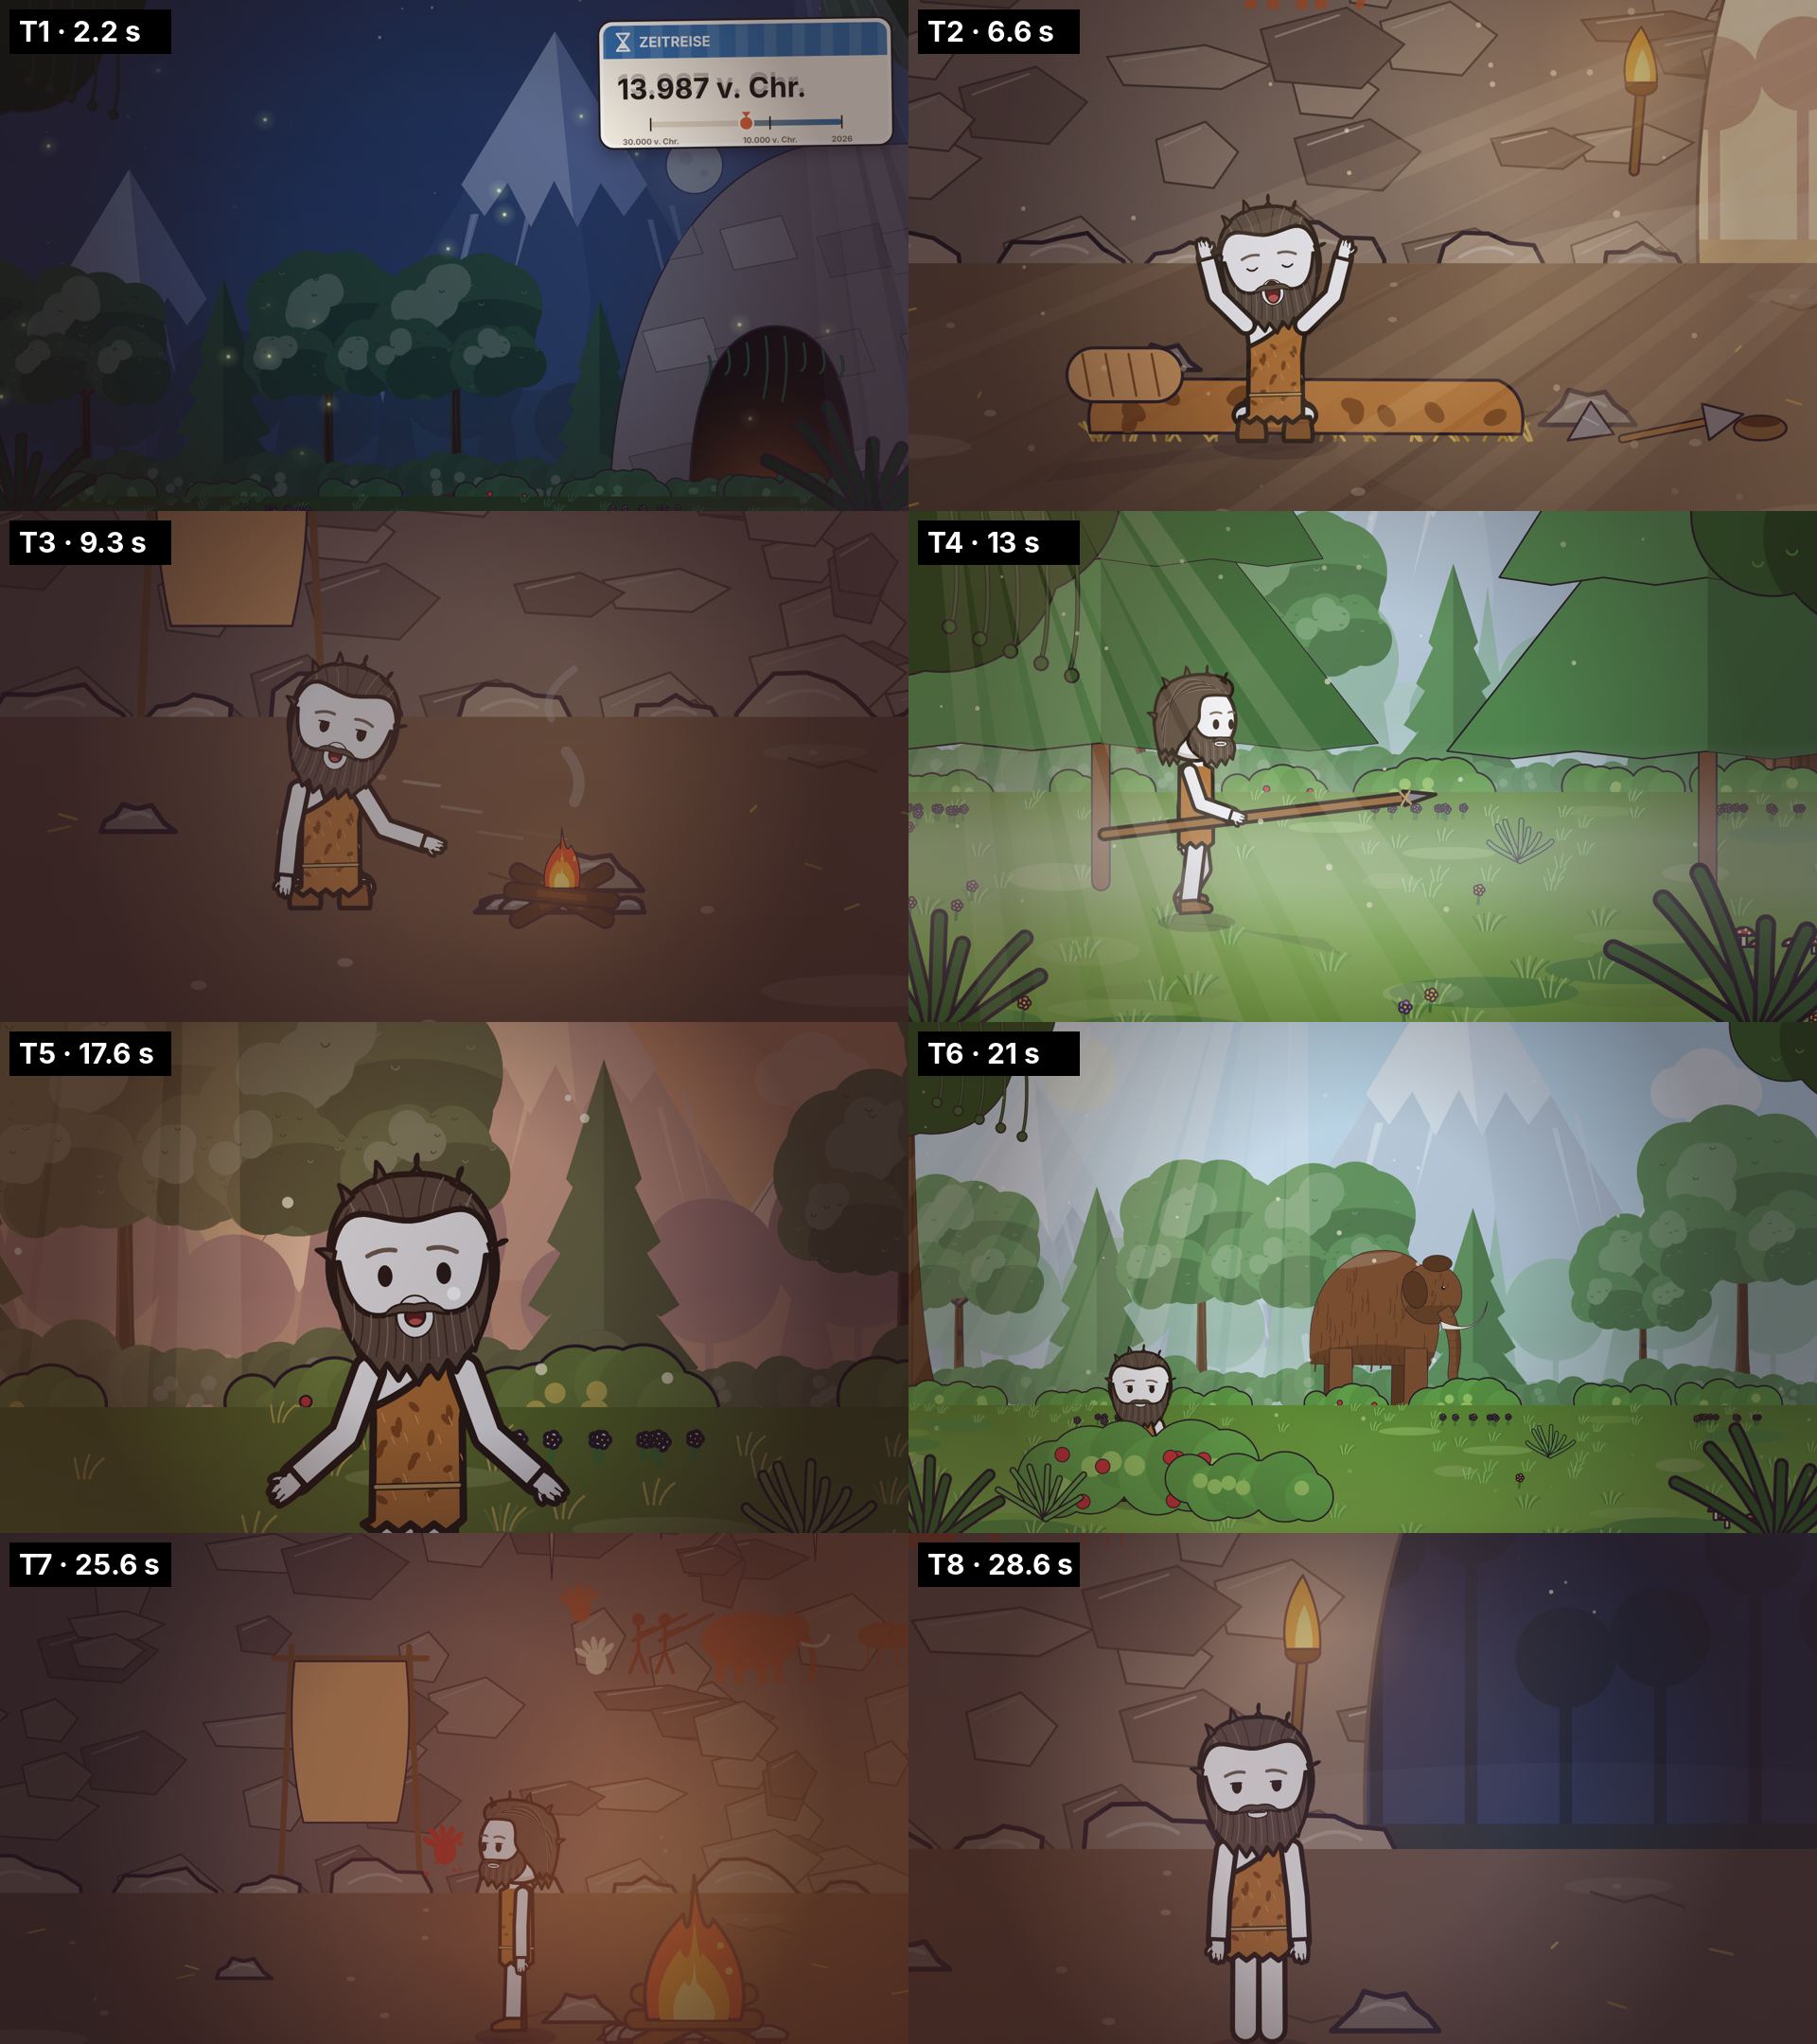 T1 · 2.2 s
ZEITREISE
13.987 v. Chr.
30.000 v. Chr. 10.000 v. Chr. 2026
T2 · 6.6 s
T3 · 9.3 s
T4 · 13 s
T5 · 17.6 s
T6 · 21 s
T7 · 25.6 s
T8 · 28.6 s